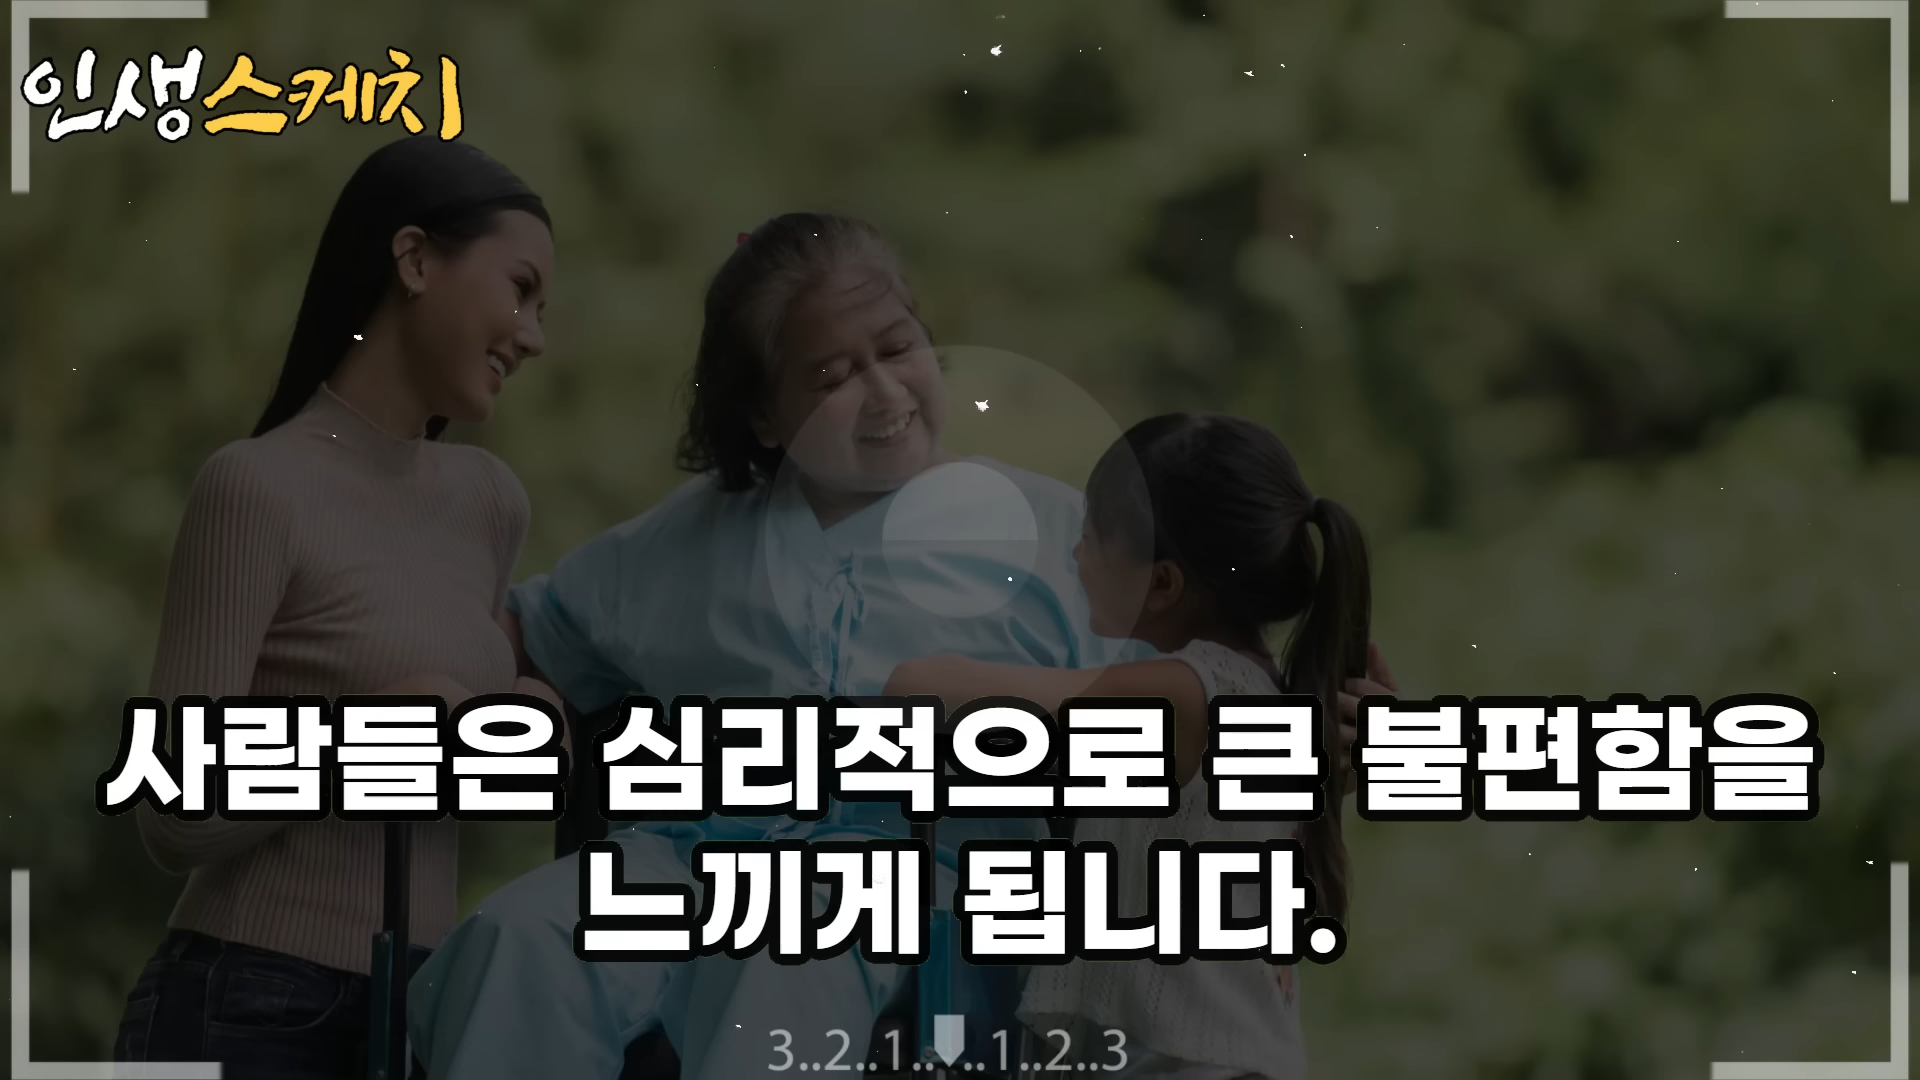 인생스케치
사람들은 심리적으로 큰 불편함을
느끼게 됩니다.
3..2..1.. ..1..2..3